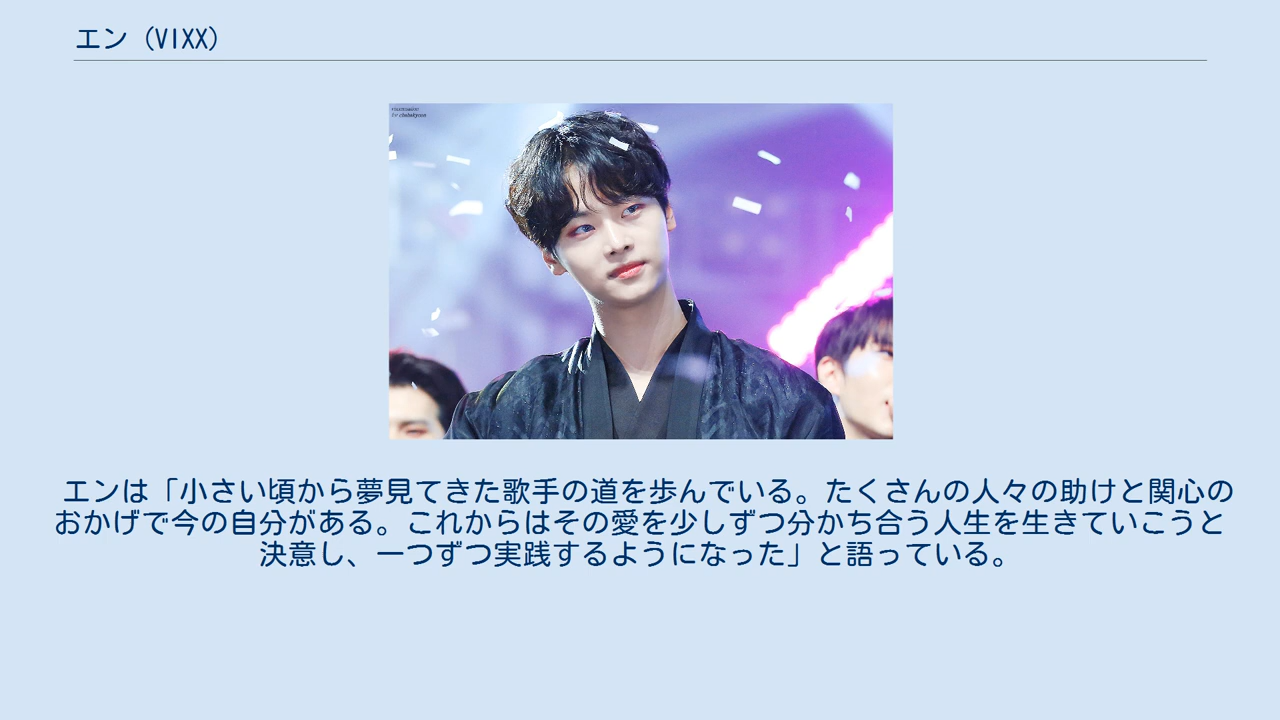 エン（VIXX）
エンは「小さい頃から夢見てきた歌手の道を歩んでいる。たくさんの人々の助けと関心の
おかげで今の自分がある。これからはその愛を少しずつ分かち合う人生を生きていこうと
決意し、一つずつ実践するようになった」と語っている。